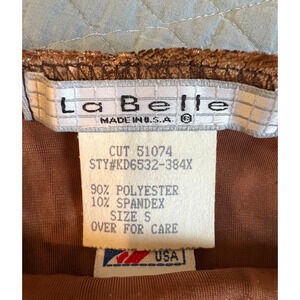 La Belle
MADE IN U.S.A.
CUT 51074
STY#KD6532-384X
90% POLYESTER
10% SPANDEX
SIZE S
OVER FOR CARE
USA